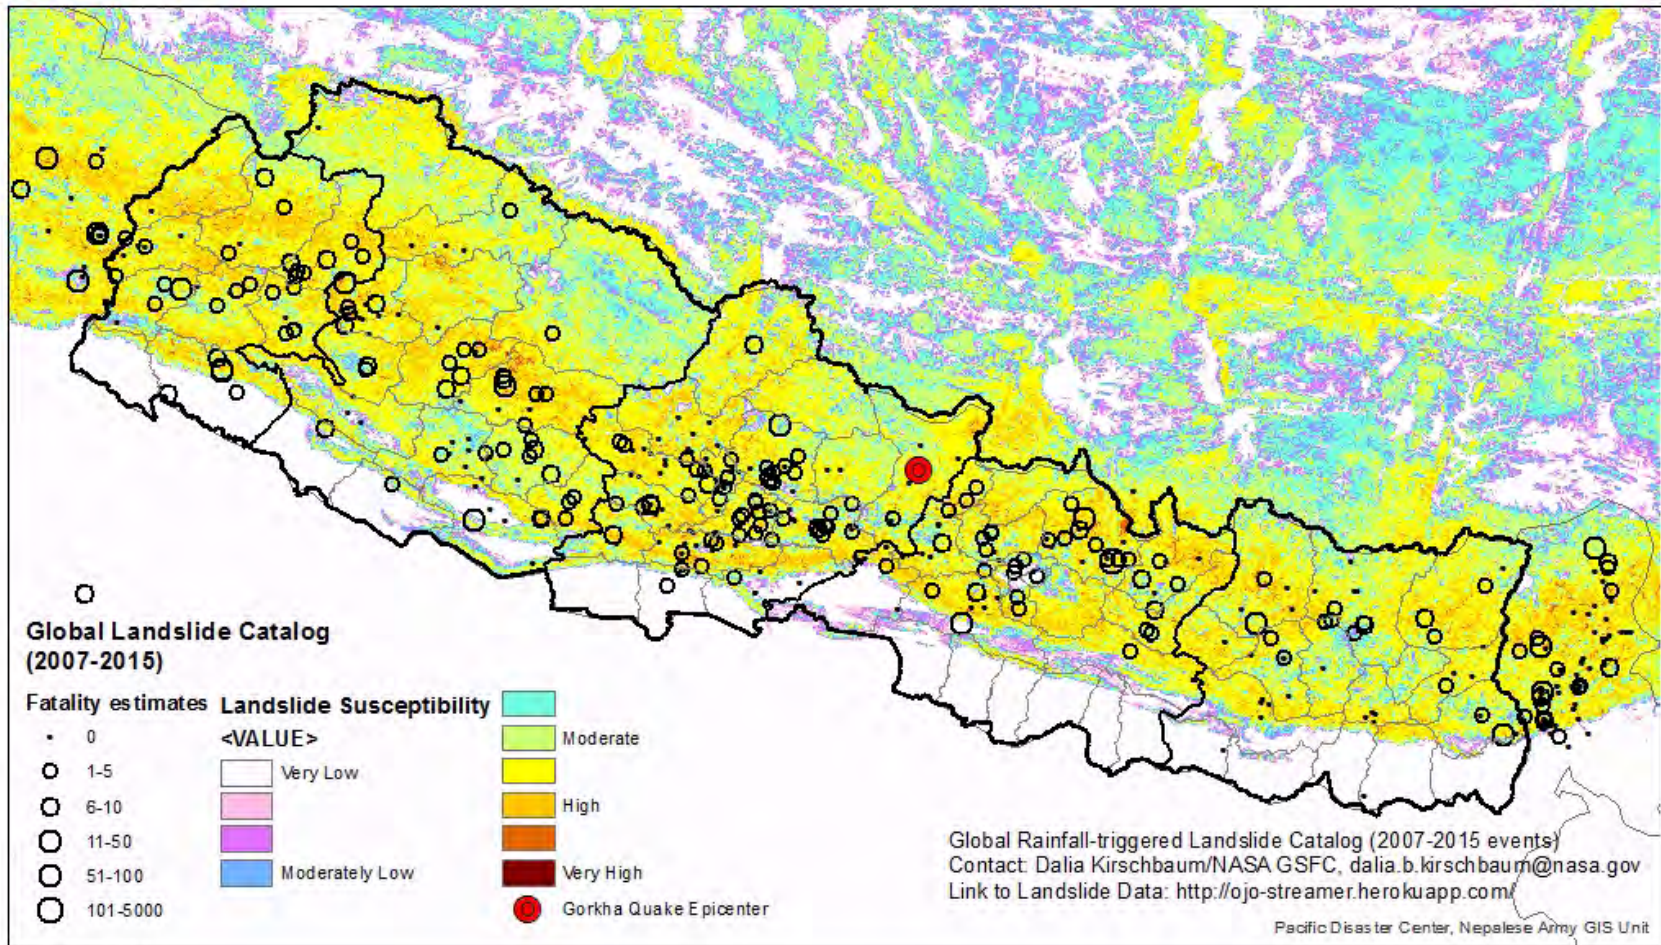 Global Landslide Catalog
(2007-2015)
Fatality estimates
0
1-5
6-10
11-50
51-100
101-5000
Landslide Susceptibility
<VALUE>
Very Low
Moderately Low
Moderate
High
Very High
Gorkha Quake Epicenter
Global Rainfall-triggered Landslide Catalog (2007-2015 events)
Contact: Dalia Kirschbaum/NASA GSFC, dalia.b.kirschbaum@nasa.gov
Link to Landslide Data: http://ojo-streamer.herokuapp.com/
Pacific Disaster Center, Nepalese Army GIS Unit